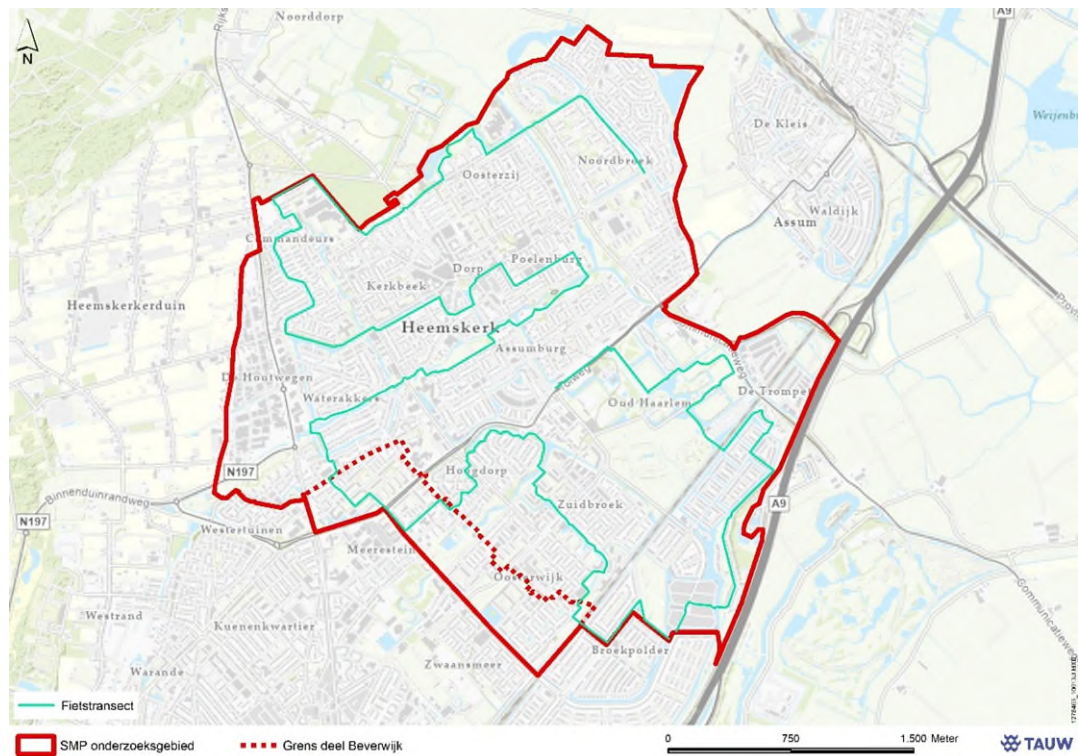 N
Noorddorp
A9
De Kleis
Noordbroek
Oosterzij
Waldijk
Assum
Commandeurs
Poelenburg
Dorp
Kerkbeek
Heemskerkerduin
Heemskerk
Assumburg
De Houtwegen
Oud Haarlem
De Trompet
Waterakkers
N197
Hoogdorp
Binnenduinrandweg
A9
Zuidbroek
N197
Westertuinen
Meerestein
Oosterwijk
Communicatieweg
Westrand
Kuenenkwartier
Broekpolder
Zwaansmeer
Warande
Fietstransect
SMP onderzoeksgebied
Grens deel Beverwijk
0 750 1.500 Meter
TAUW